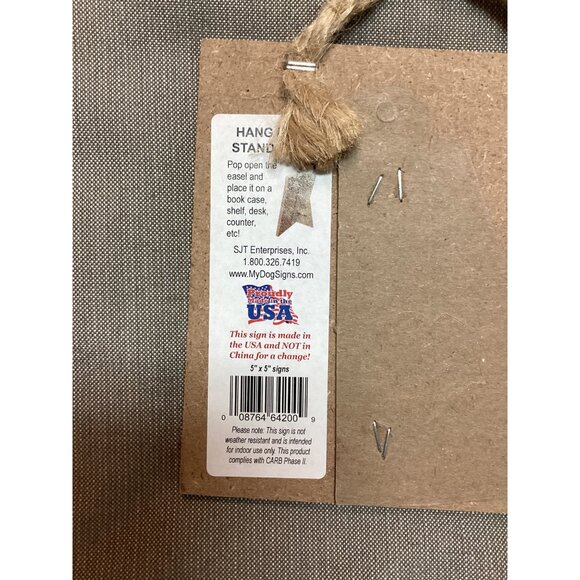 HANG
STAND
Pop open the
easel and
place it on a
book case,
shelf, desk,
counter,
etc!
SJT Enterprises, Inc.
1.800.326.7419
www.MyDogSigns.com
Proudly
Made in the
USA
This sign is made in
the USA and NOT in
China for a change!
5" x 5" signs
0 08764 64200 9
Please note: This sign is not
weather resistant and is intended
for indoor use only. This product
complies with CARB Phase II.